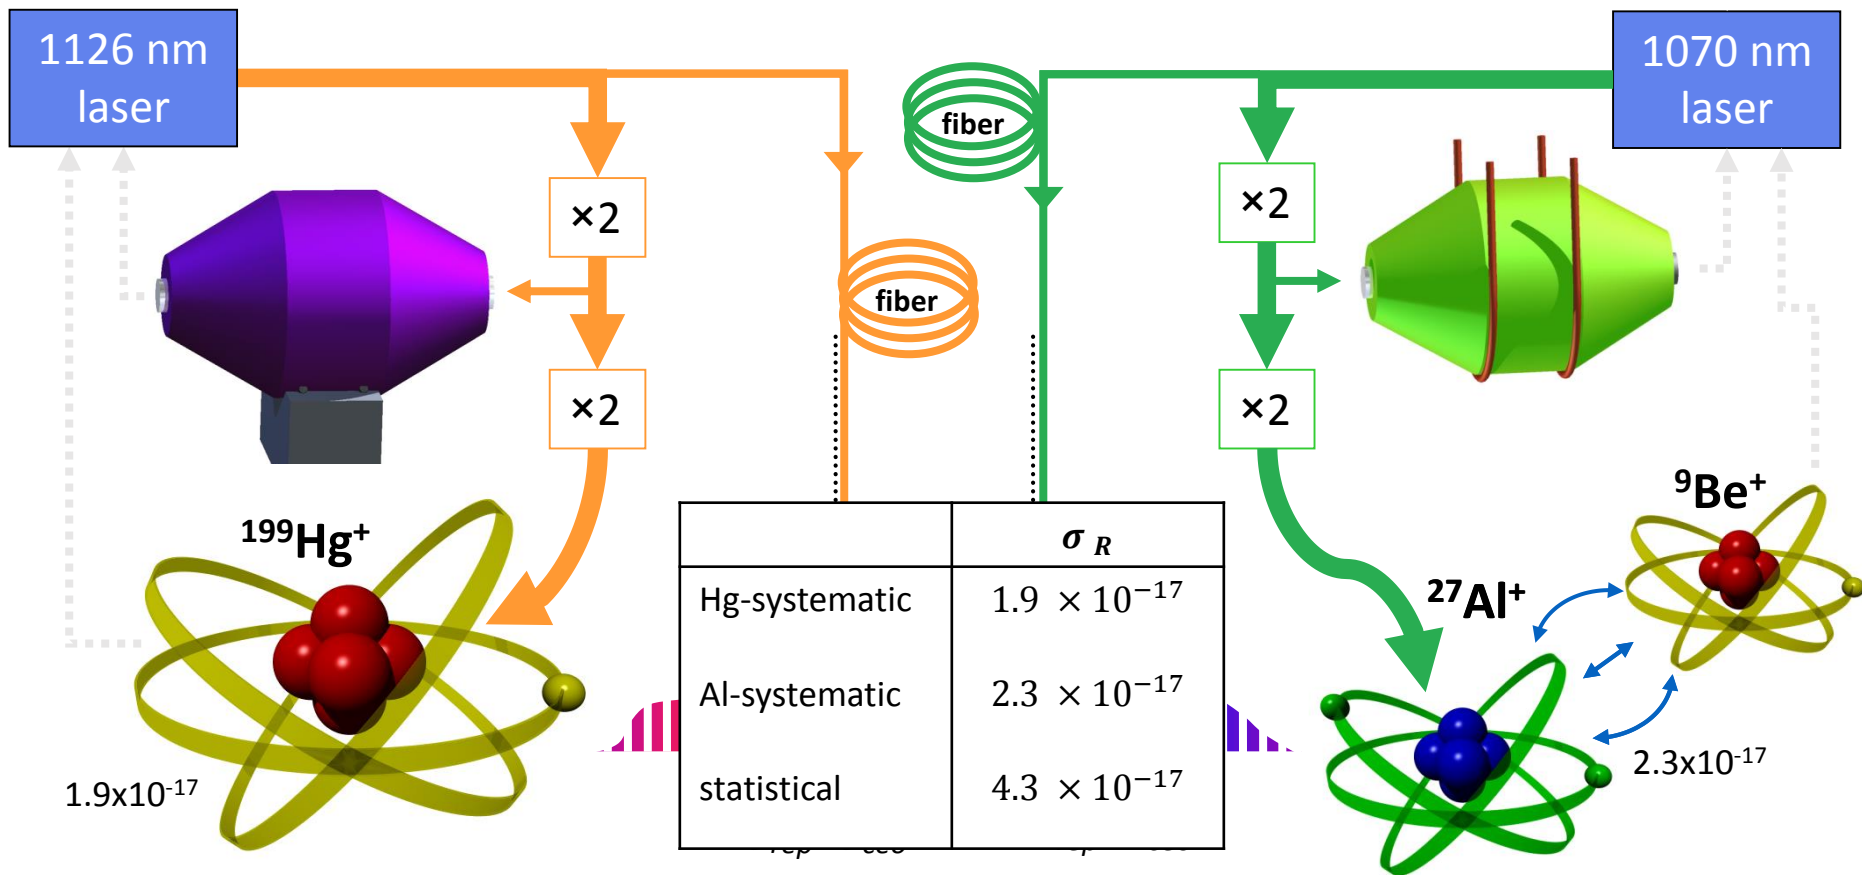 1126 nm
laser
1070 nm
laser
fiber
fiber
×2
×2
×2
×2
¹⁹⁹Hg⁺
⁹Be⁺
²⁷Al⁺
σ R
Hg-systematic 1.9 × 10⁻¹⁷
Al-systematic 2.3 × 10⁻¹⁷
statistical 4.3 × 10⁻¹⁷
1.9x10⁻¹⁷
2.3x10⁻¹⁷